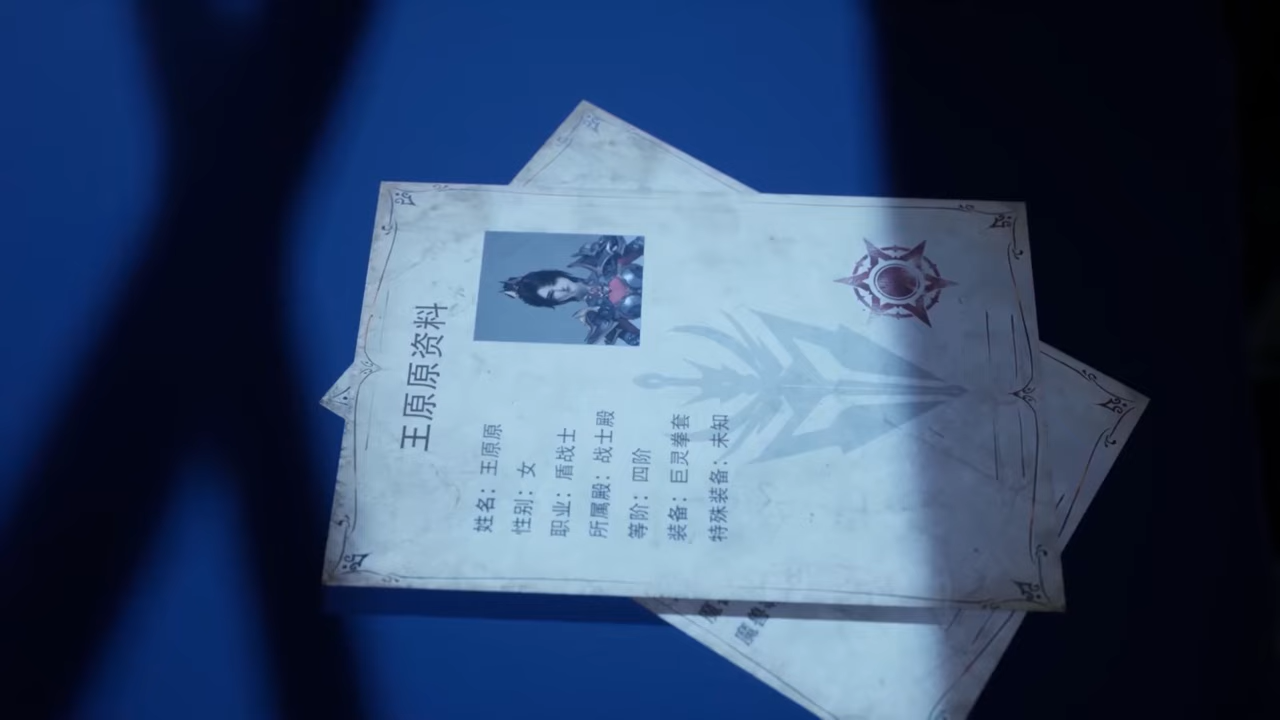 王原原资料
姓名：王原原
性别：女
职业：盾战士
所属殿：战士殿
等阶：四阶
装备：巨灵拳套
特殊装备：未知